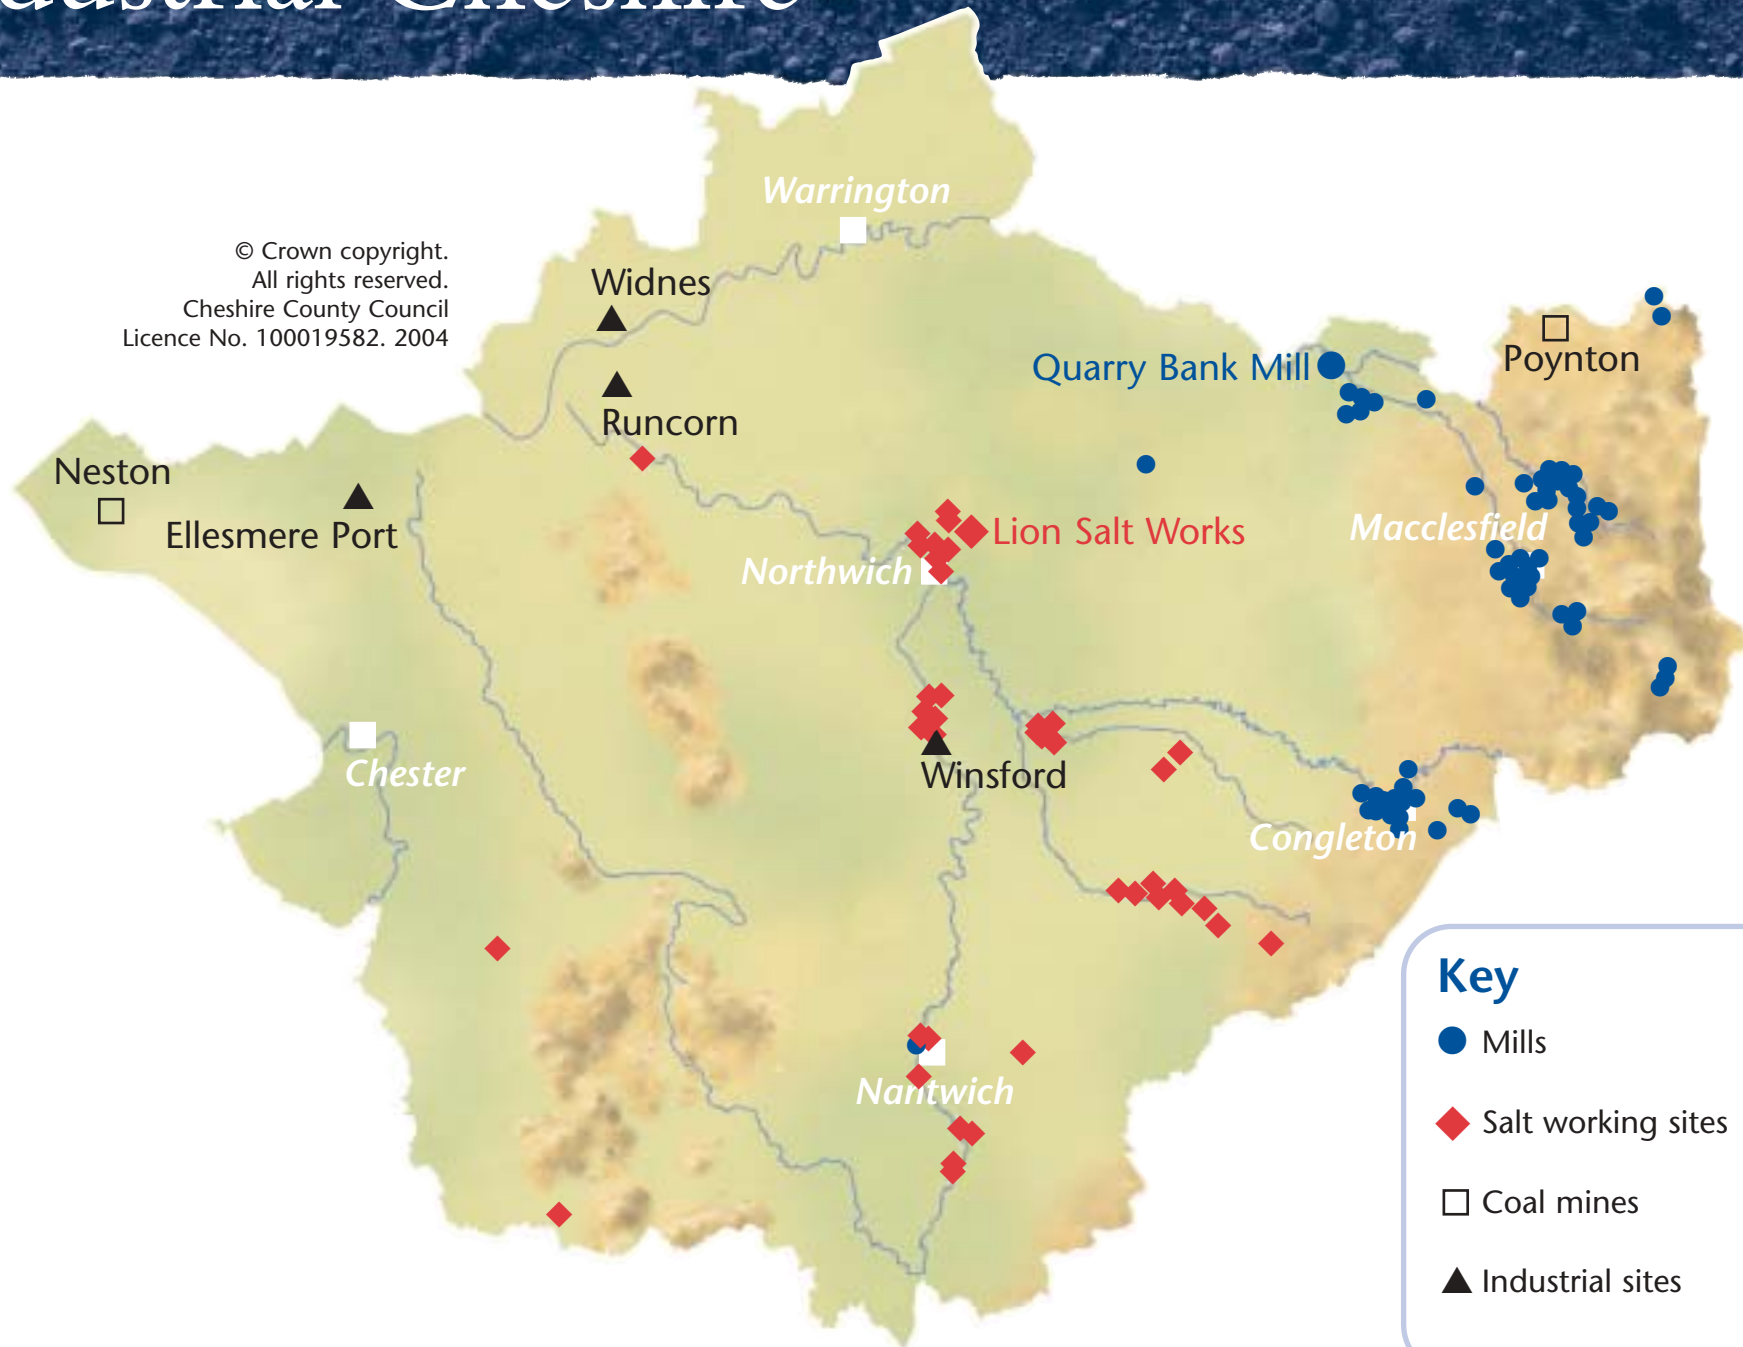 Cheshire
Warrington
© Crown copyright.
All rights reserved.
Cheshire County Council
Licence No. 100019582. 2004
Widnes
Quarry Bank Mill
Poynton
Runcorn
Neston
Ellesmere Port
Macclesfield
Lion Salt Works
Northwich
Chester
Winsford
Congleton
Key
Mills
Nantwich
Salt working sites
Coal mines
Industrial sites